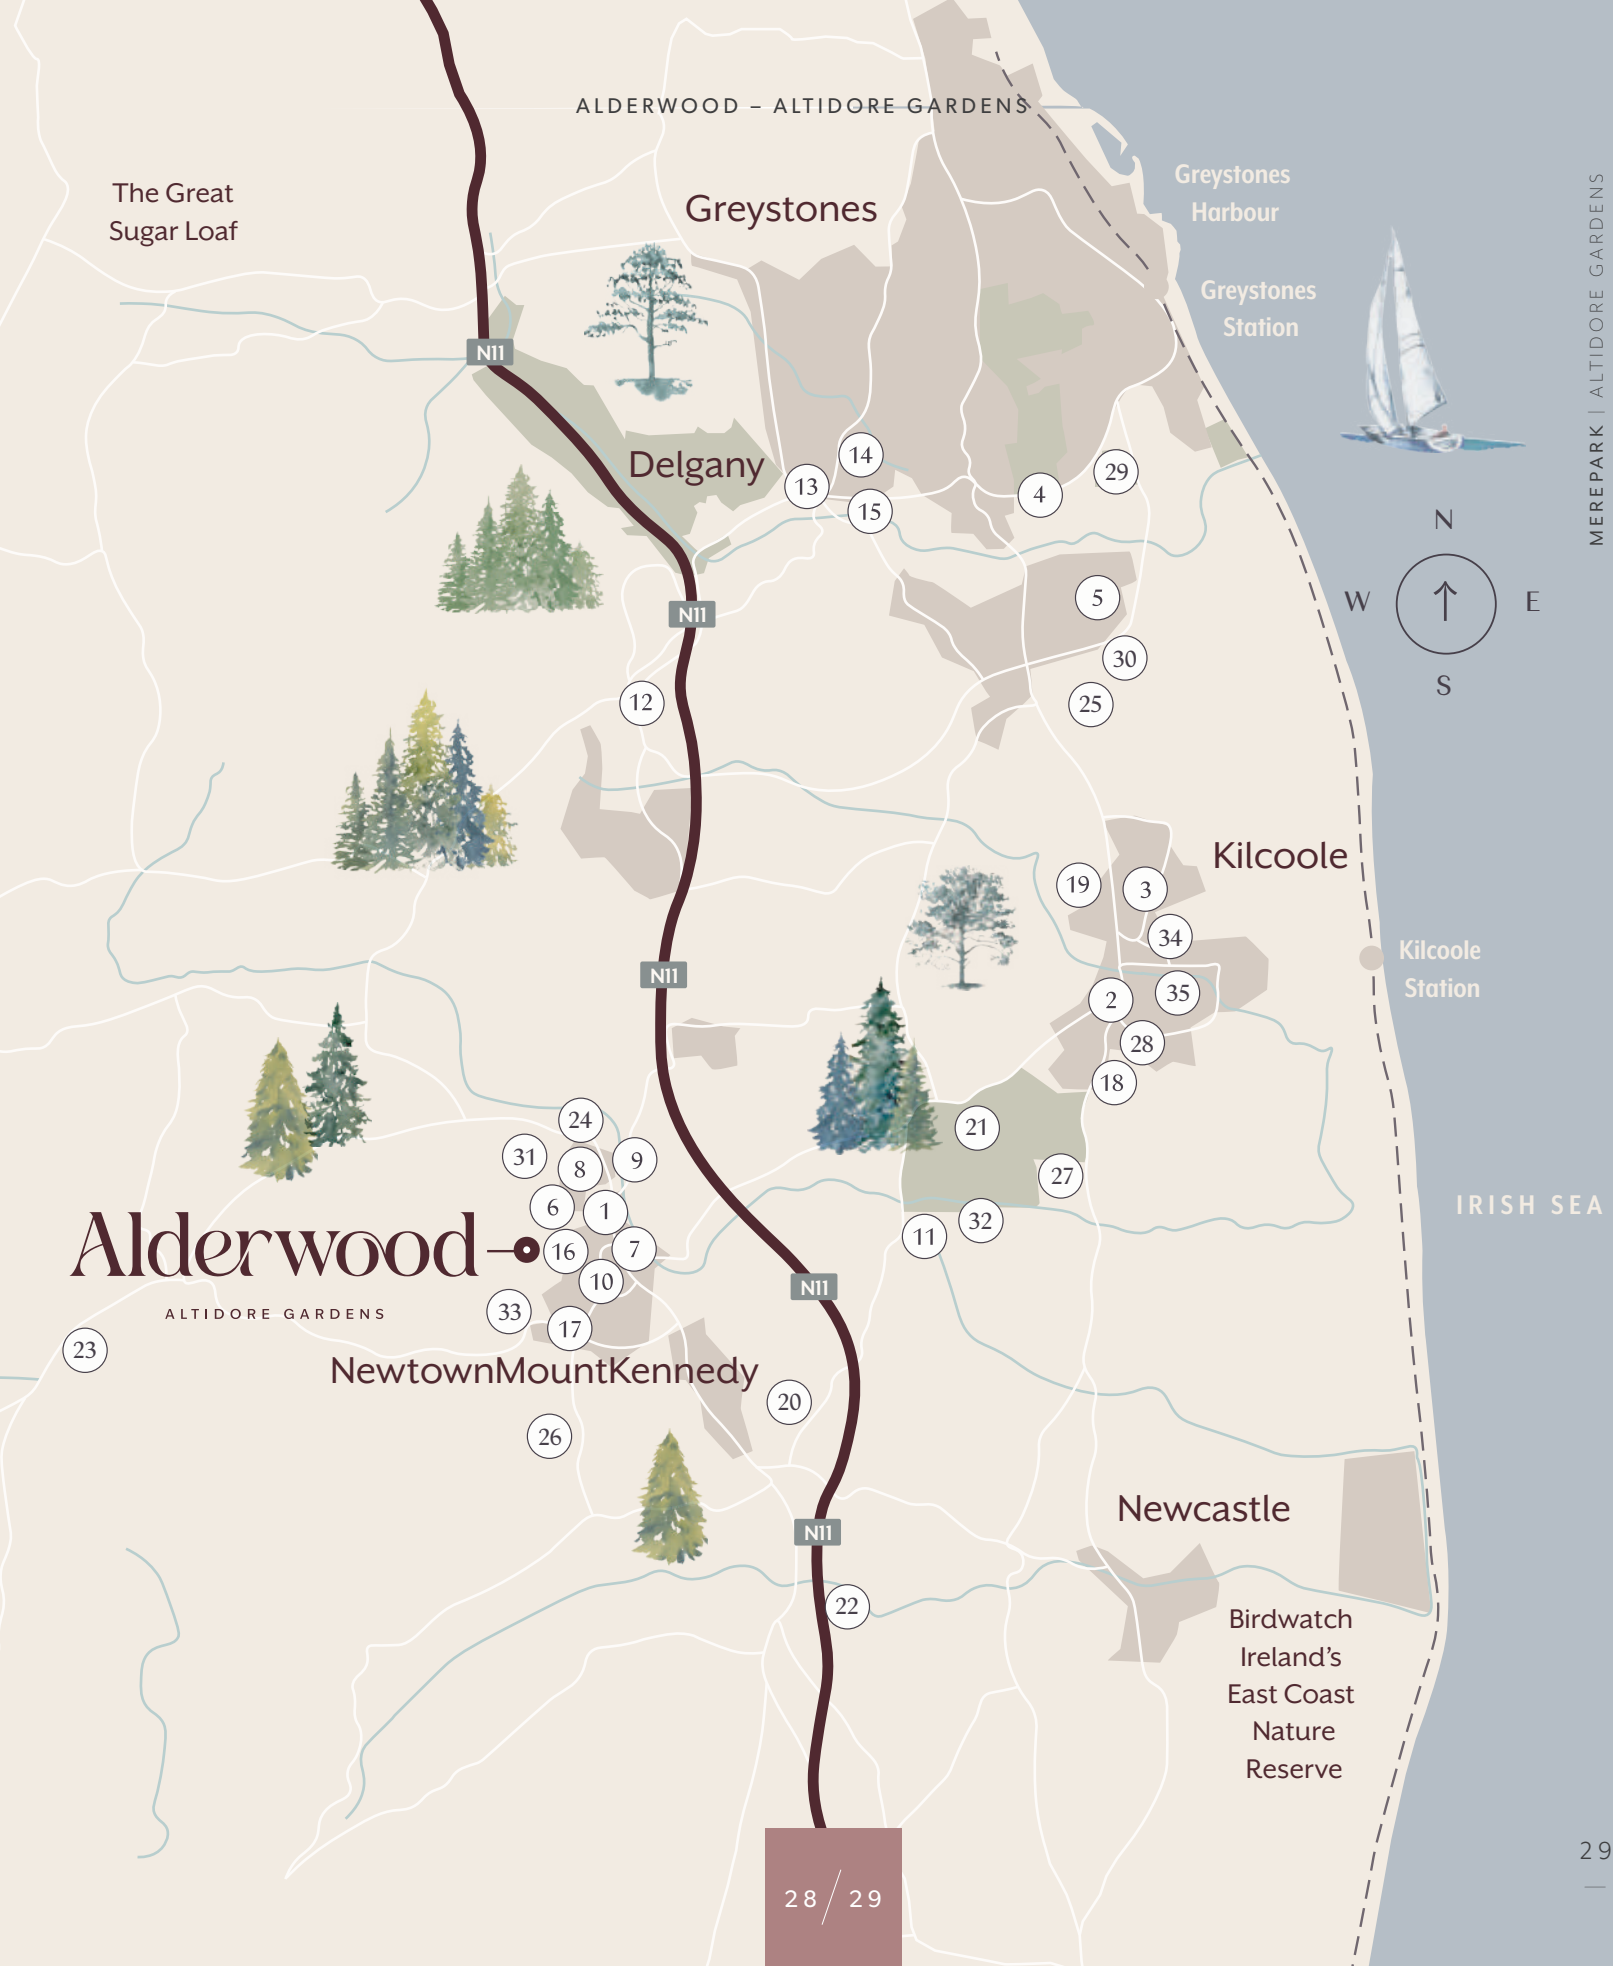 ALDERWOOD – ALTIDORE GARDENS
The Great
Sugar Loaf
Greystones
Greystones
Harbour
Greystones
Station
MEREPARK | ALTIDORE GARDENS
N11
Delgany
14
13
15
4
29
N
W
E
S
5
N11
30
25
12
Kilcoole
19
3
34
Kilcoole
Station
N11
2
35
28
18
24
21
31
8
9
27
6
1
IRISH SEA
32
11
Alderwood
16
7
10
N11
ALTIDORE GARDENS
33
17
23
NewtownMountKennedy
20
26
Newcastle
N11
22
Birdwatch
Ireland’s
East Coast
Nature
Reserve
29
28 / 29